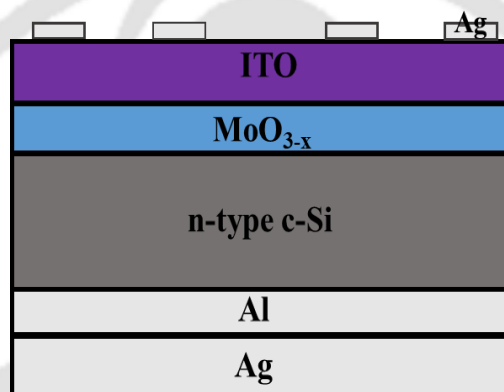 Ag
ITO
MoO₃₋ₓ
n-type c-Si
Al
Ag